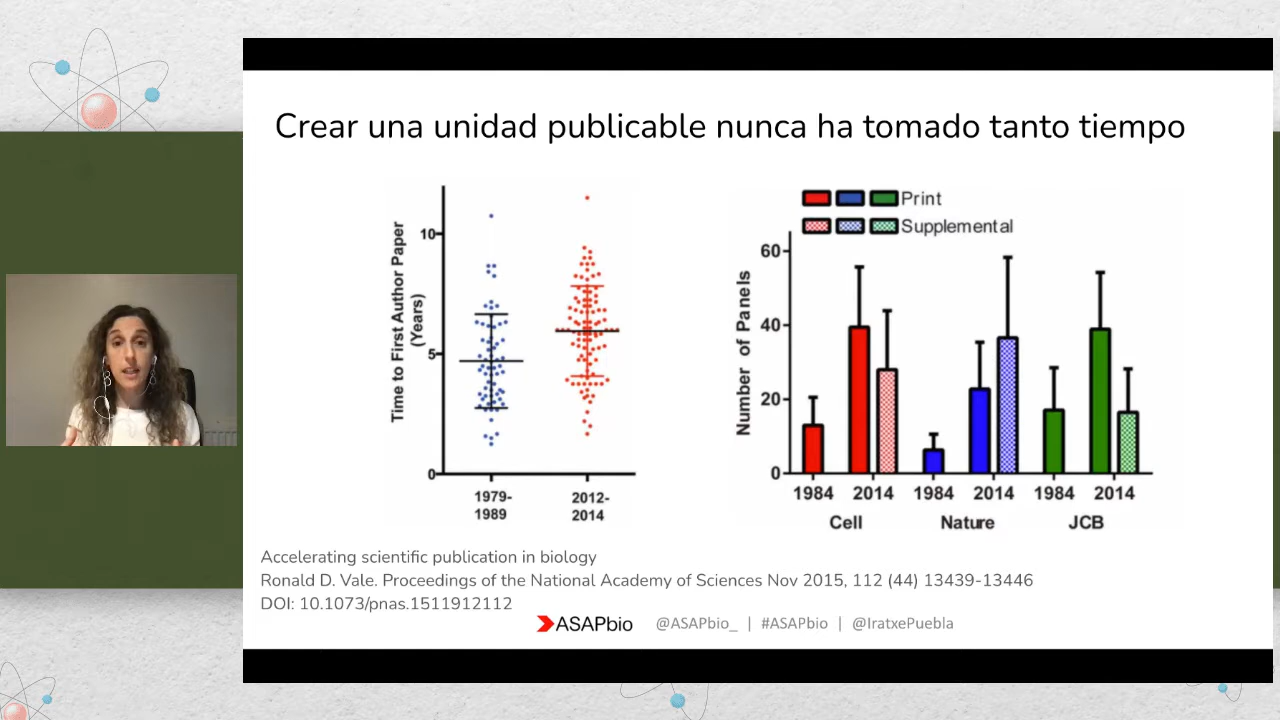 Crear una unidad publicable nunca ha tomado tanto tiempo
Time to First Author Paper
(Years)
10
5
0
1979-
1989
2012-
2014
Print
Supplemental
Number of Panels
60
40
20
0
1984 2014 1984 2014 1984 2014
Cell Nature JCB
Accelerating scientific publication in biology
Ronald D. Vale. Proceedings of the National Academy of Sciences Nov 2015, 112 (44) 13439-13446
DOI: 10.1073/pnas.1511912112
ASAPbio @ASAPbio_ | #ASAPbio | @IratxePuebla